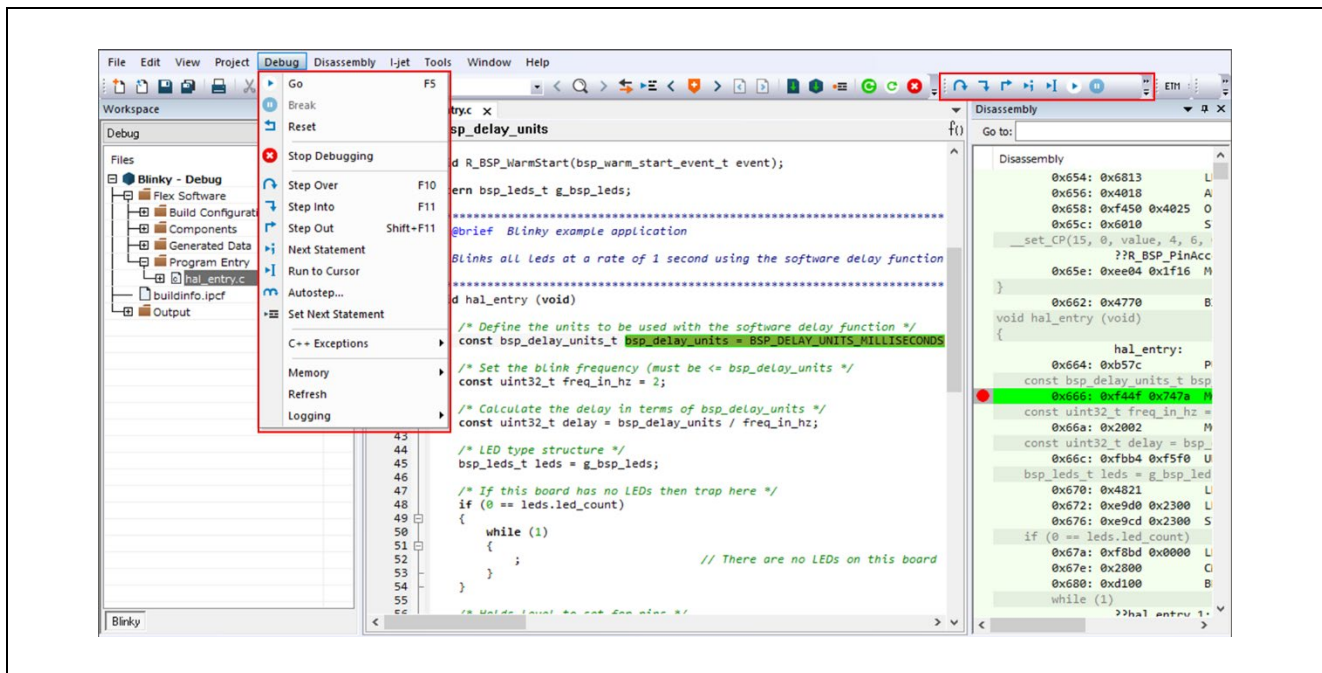 File Edit View Project Debug Disassembly I-jet Tools Window Help
ETM
Workspace
Debug
Files
Blinky - Debug
Flex Software
Build Configurati
Components
Generated Data
Program Entry
hal_entry.c
buildinfo.ipcf
Output
Blinky
Go F5
Break
Reset
Stop Debugging
Step Over F10
Step Into F11
Step Out Shift+F11
Next Statement
Run to Cursor
Autostep...
Set Next Statement
C++ Exceptions
Memory
Refresh
Logging
try.c x
sp_delay_units f()
d R_BSP_WarmStart(bsp_warm_start_event_t event);
ern bsp_leds_t g_bsp_leds;
*******************************************************************
@brief Blinky example application
Blinks all leds at a rate of 1 second using the software delay function
*******************************************************************
d hal_entry (void)
/* Define the units to be used with the software delay function */
const bsp_delay_units_t bsp_delay_units = BSP_DELAY_UNITS_MILLISECONDS
/* Set the blink frequency (must be <= bsp_delay_units */
const uint32_t freq_in_hz = 2;
/* Calculate the delay in terms of bsp_delay_units */
const uint32_t delay = bsp_delay_units / freq_in_hz;
43
44 /* LED type structure */
45 bsp_leds_t leds = g_bsp_leds;
46
47 /* If this board has no LEDs then trap here */
48 if (0 == leds.led_count)
49 {
50 while (1)
51 {
52 ; // There are no LEDs on this board
53 }
54 }
55
Disassembly
Go to:
Disassembly
0x654: 0x6813 L
0x656: 0x4018 A
0x658: 0xf450 0x4025 O
0x65c: 0x6010 S
__set_CP(15, 0, value, 4, 6,
??R_BSP_PinAcc
0x65e: 0xee04 0x1f16 M
}
0x662: 0x4770 B
void hal_entry (void)
{
hal_entry:
0x664: 0xb57c P
const bsp_delay_units_t bsp
0x666: 0xf44f 0x747a M
const uint32_t freq_in_hz =
0x66a: 0x2002 M
const uint32_t delay = bsp_
0x66c: 0xfbb4 0xf5f0 U
bsp_leds_t leds = g_bsp_led
0x670: 0x4821 L
0x672: 0xe9d0 0x2300 L
0x676: 0xe9cd 0x2300 S
if (0 == leds.led_count)
0x67a: 0xf8bd 0x0000 L
0x67e: 0x2800 C
0x680: 0xd100 B
while (1)
??hal_entry_1: